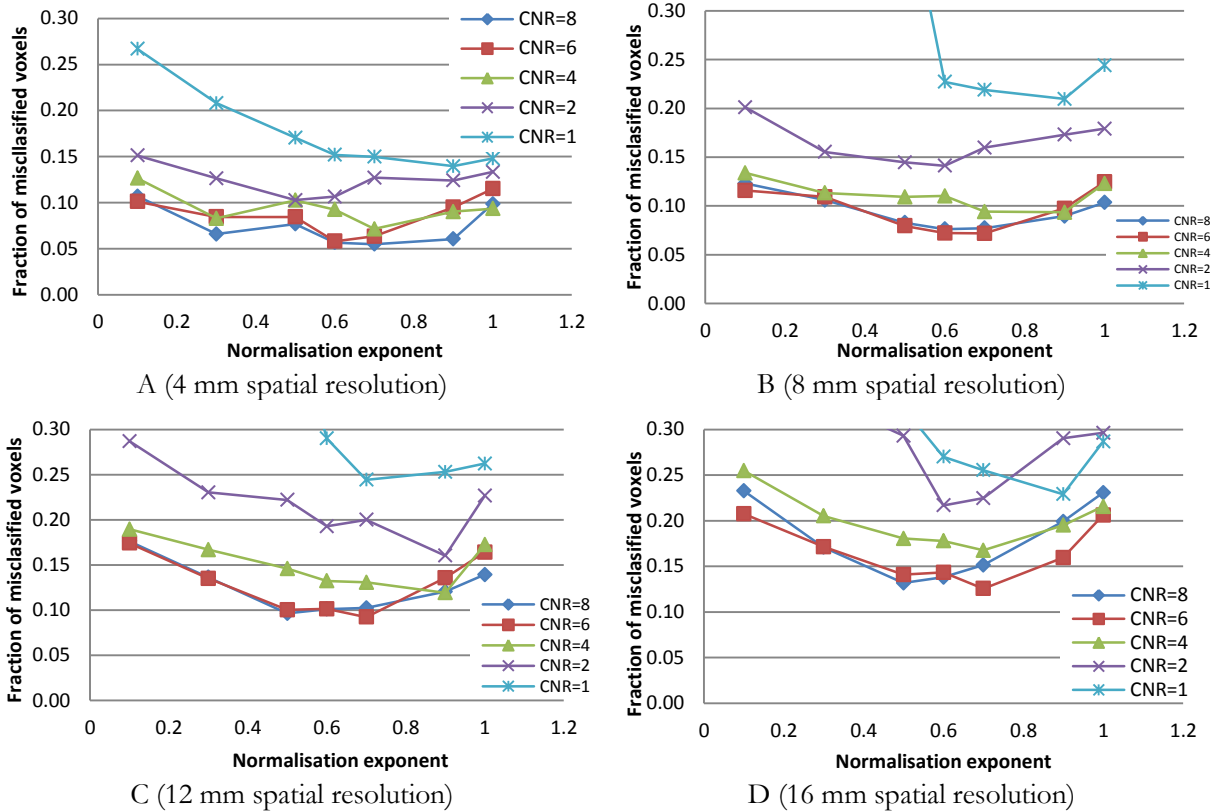 Fraction of miscllasified voxels
0.30
0.25
0.20
0.15
0.10
0.05
0.00
0 0.2 0.4 0.6 0.8 1 1.2
Normalisation exponent
CNR=8
CNR=6
CNR=4
CNR=2
CNR=1
A (4 mm spatial resolution)
Fraction of misclasified voxels
0.30
0.25
0.20
0.15
0.10
0.05
0.00
0 0.2 0.4 0.6 0.8 1 1.2
Normalisation exponent
CNR=8
CNR=6
CNR=4
CNR=2
CNR=1
B (8 mm spatial resolution)
Fraction of misclasified voxels
0.30
0.25
0.20
0.15
0.10
0.05
0.00
0 0.2 0.4 0.6 0.8 1 1.2
Normalisation exponent
CNR=8
CNR=6
CNR=4
CNR=2
CNR=1
C (12 mm spatial resolution)
Fraction of misclasified voxels
0.30
0.25
0.20
0.15
0.10
0.05
0.00
0 0.2 0.4 0.6 0.8 1 1.2
Normalisation exponent
CNR=8
CNR=6
CNR=4
CNR=2
CNR=1
D (16 mm spatial resolution)